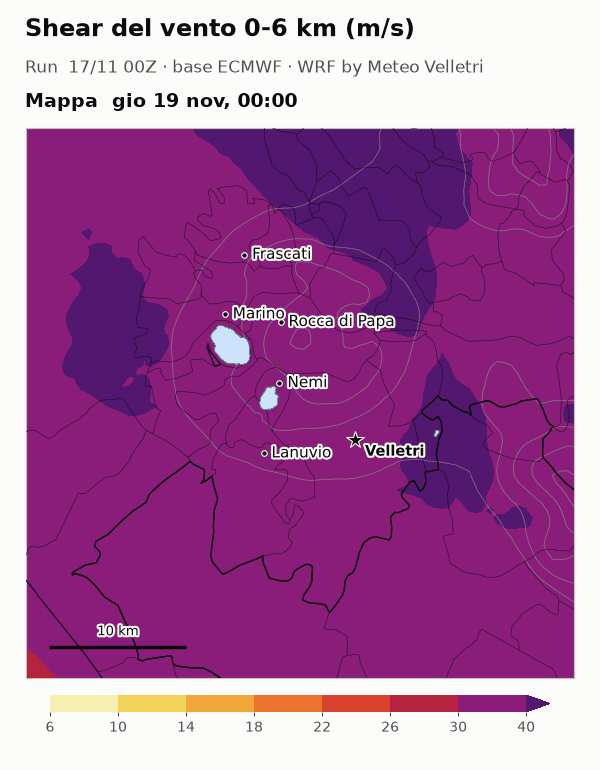 Shear del vento 0-6 km (m/s)
Run  17/11 00Z · base ECMWF · WRF by Meteo Velletri
Mappa  gio 19 nov, 00:00
Frascati
Marino
Rocca di Papa
Nemi
Velletri
Lanuvio
10 km
6 10 14 18 22 26 30 40